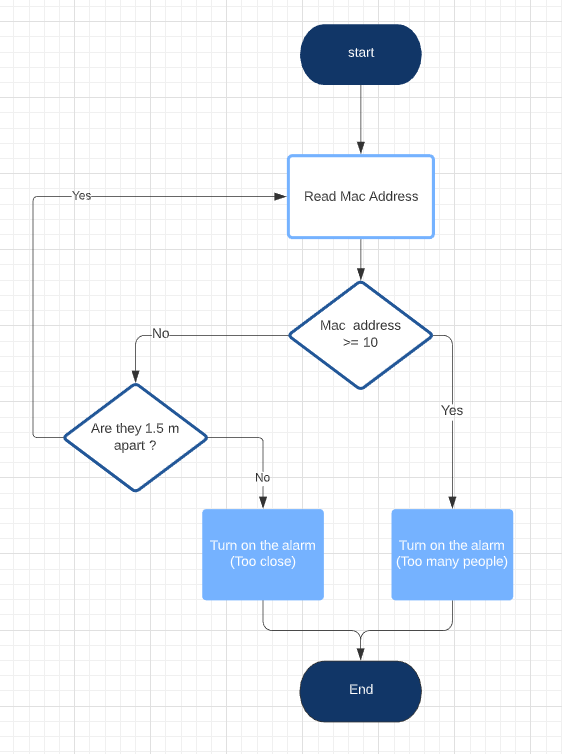 start
Yes
Read Mac Address
Mac address
>= 10
No
Yes
Are they 1.5 m
apart ?
No
Turn on the alarm
(Too close)
Turn on the alarm
(Too many people)
End